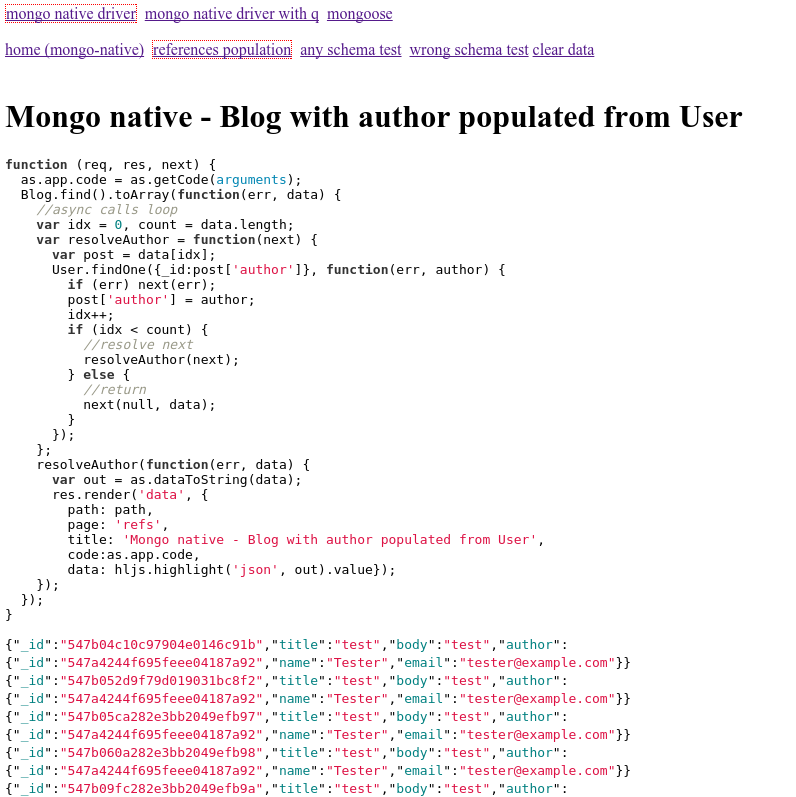 mongo native driver mongo native driver with q mongoose
home (mongo-native) references population any schema test wrong schema test clear data
Mongo native - Blog with author populated from User
function (req, res, next) {
  as.app.code = as.getCode(arguments);
  Blog.find().toArray(function(err, data) {
    //async calls loop
    var idx = 0, count = data.length;
    var resolveAuthor = function(next) {
      var post = data[idx];
      User.findOne({_id:post['author']}, function(err, author) {
        if (err) next(err);
        post['author'] = author;
        idx++;
        if (idx < count) {
          //resolve next
          resolveAuthor(next);
        } else {
          //return
          next(null, data);
        }
      });
    };
    resolveAuthor(function(err, data) {
      var out = as.dataToString(data);
      res.render('data', {
        path: path,
        page: 'refs',
        title: 'Mongo native - Blog with author populated from User',
        code:as.app.code,
        data: hljs.highlight('json', out).value});
    });
  });
}
{"_id":"547b04c10c97904e0146c91b","title":"test","body":"test","author":
{"_id":"547a4244f695feee04187a92","name":"Tester","email":"tester@example.com"}}
{"_id":"547b052d9f79d019031bc8f2","title":"test","body":"test","author":
{"_id":"547a4244f695feee04187a92","name":"Tester","email":"tester@example.com"}}
{"_id":"547b05ca282e3bb2049efb97","title":"test","body":"test","author":
{"_id":"547a4244f695feee04187a92","name":"Tester","email":"tester@example.com"}}
{"_id":"547b060a282e3bb2049efb98","title":"test","body":"test","author":
{"_id":"547a4244f695feee04187a92","name":"Tester","email":"tester@example.com"}}
{"_id":"547b09fc282e3bb2049efb9a","title":"test","body":"test","author":